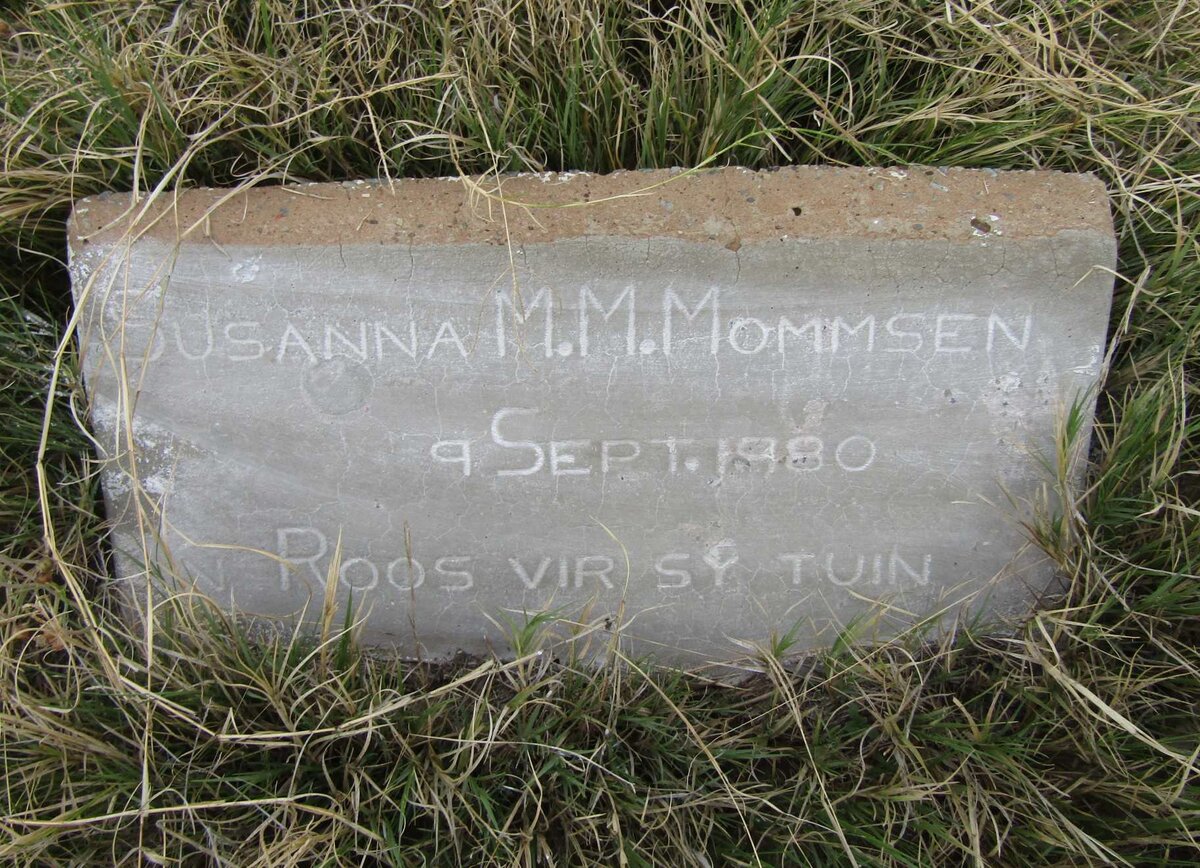 SUSANNA M.M.MOMMSEN
9 SEPT.1980
'N ROOS VIR SY TUIN